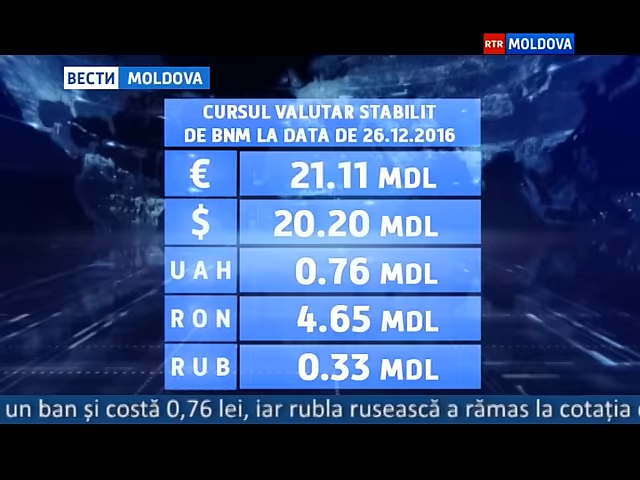 RTR MOLDOVA
ВЕСТИ MOLDOVA
CURSUL VALUTAR STABILIT
DE BNM LA DATA DE 26.12.2016
€ 21.11 MDL
$ 20.20 MDL
UAH 0.76 MDL
RON 4.65 MDL
RUB 0.33 MDL
un ban și costă 0,76 lei, iar rubla rusească a rămas la cotația